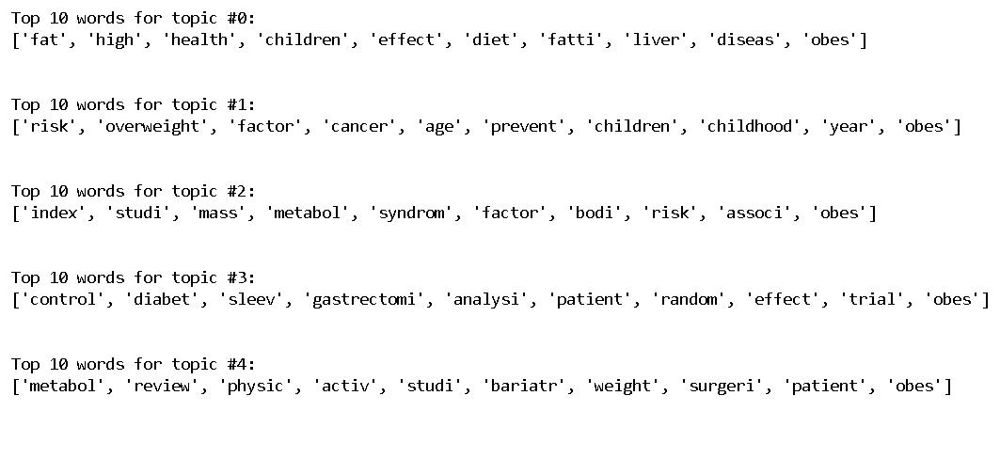 Top 10 words for topic #0:
['fat', 'high', 'health', 'children', 'effect', 'diet', 'fatti', 'liver', 'diseas', 'obes']
Top 10 words for topic #1:
['risk', 'overweight', 'factor', 'cancer', 'age', 'prevent', 'children', 'childhood', 'year', 'obes']
Top 10 words for topic #2:
['index', 'studi', 'mass', 'metabol', 'syndrom', 'factor', 'bodi', 'risk', 'associ', 'obes']
Top 10 words for topic #3:
['control', 'diabet', 'sleev', 'gastrectomi', 'analysi', 'patient', 'random', 'effect', 'trial', 'obes']
Top 10 words for topic #4:
['metabol', 'review', 'physic', 'activ', 'studi', 'bariatr', 'weight', 'surgeri', 'patient', 'obes']